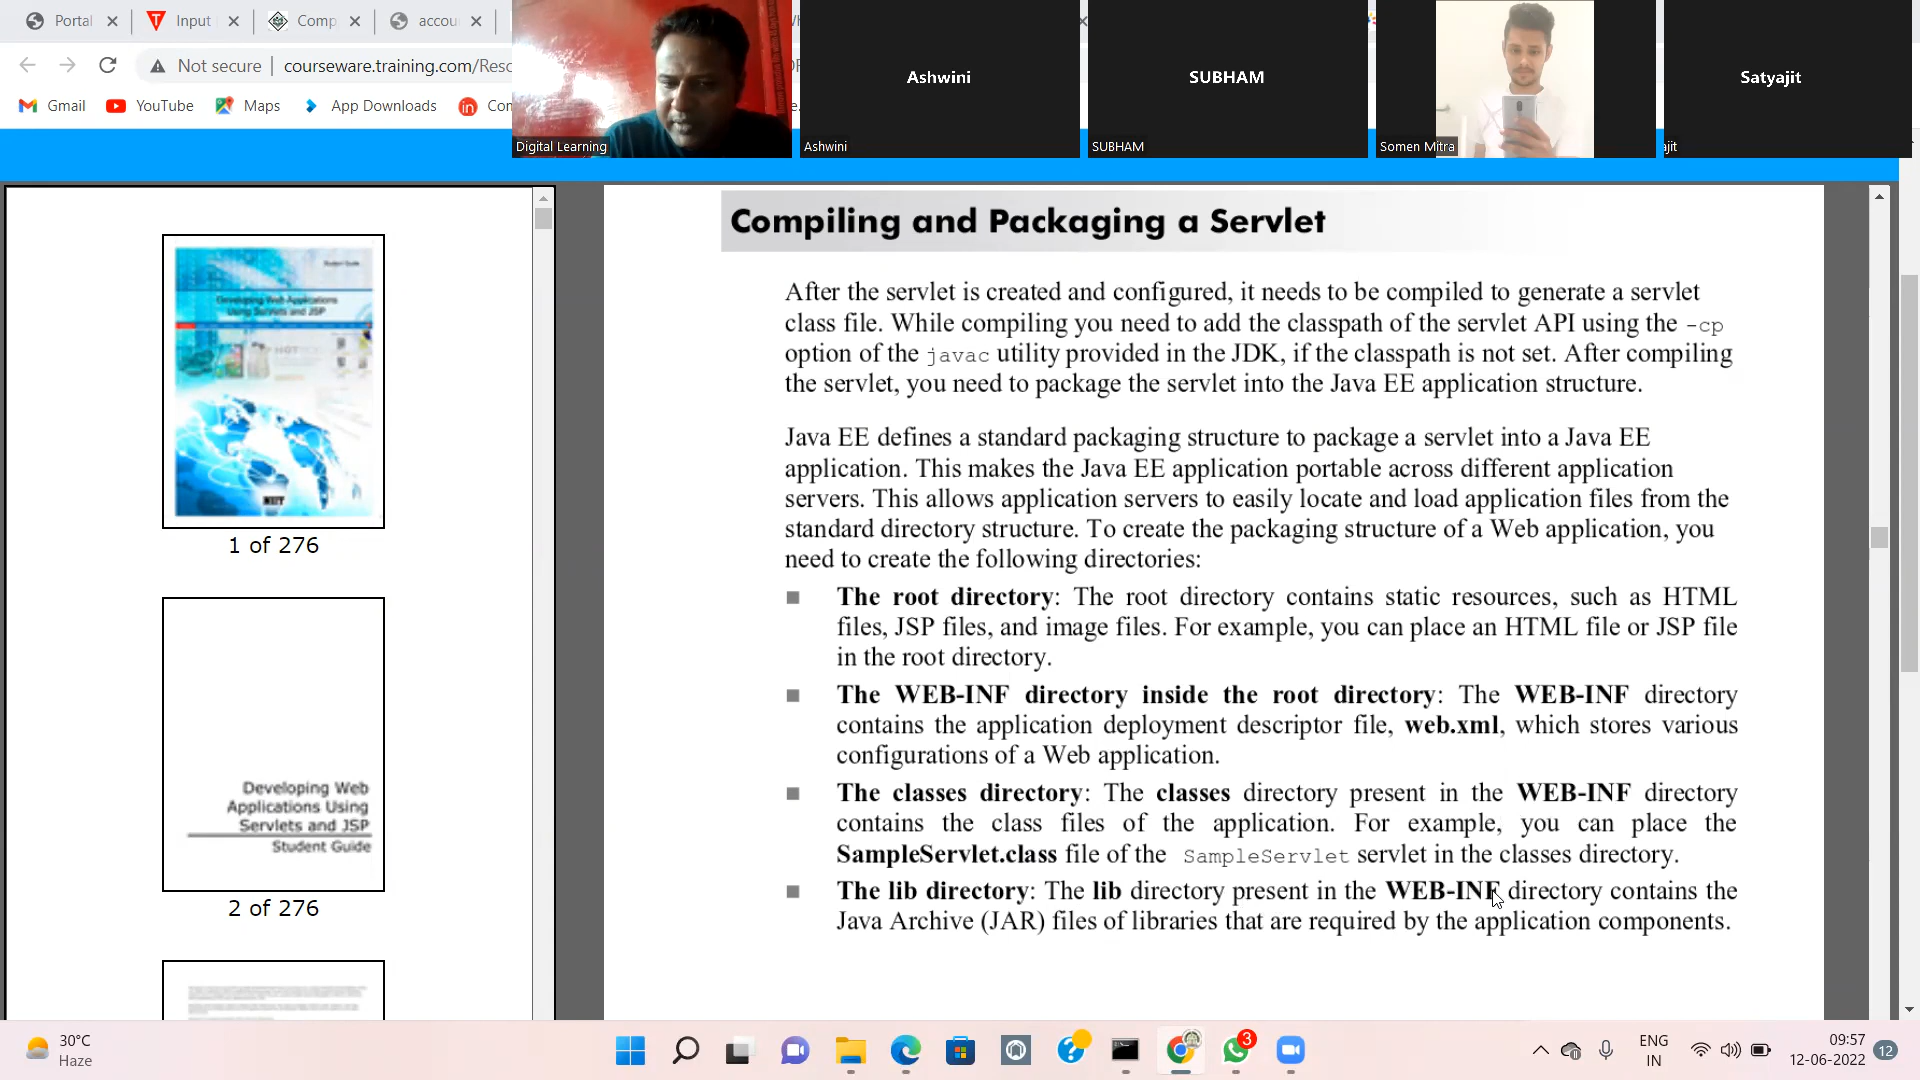 Portal
Input
Comp
accou
Not secure
courseware.training.com/Resc
Gmail
YouTube
Maps
App Downloads
Con
Digital Learning
Ashwini
Ashwini
SUBHAM
SUBHAM
Somen Mitra
Satyajit
ajit
1 of 276
Developing Web
Applications Using
Servlets and JSP
Student Guide
2 of 276
Compiling and Packaging a Servlet
After the servlet is created and configured, it needs to be compiled to generate a servlet
class file. While compiling you need to add the classpath of the servlet API using the -cp
option of the javac utility provided in the JDK, if the classpath is not set. After compiling
the servlet, you need to package the servlet into the Java EE application structure.
Java EE defines a standard packaging structure to package a servlet into a Java EE
application. This makes the Java EE application portable across different application
servers. This allows application servers to easily locate and load application files from the
standard directory structure. To create the packaging structure of a Web application, you
need to create the following directories:
The root directory: The root directory contains static resources, such as HTML
files, JSP files, and image files. For example, you can place an HTML file or JSP file
in the root directory.
The WEB-INF directory inside the root directory: The WEB-INF directory
contains the application deployment descriptor file, web.xml, which stores various
configurations of a Web application.
The classes directory: The classes directory present in the WEB-INF directory
contains the class files of the application. For example, you can place the
SampleServlet.class file of the SampleServlet servlet in the classes directory.
The lib directory: The lib directory present in the WEB-INF directory contains the
Java Archive (JAR) files of libraries that are required by the application components.
30°C
Haze
3
ENG
IN
09:57
12-06-2022
12